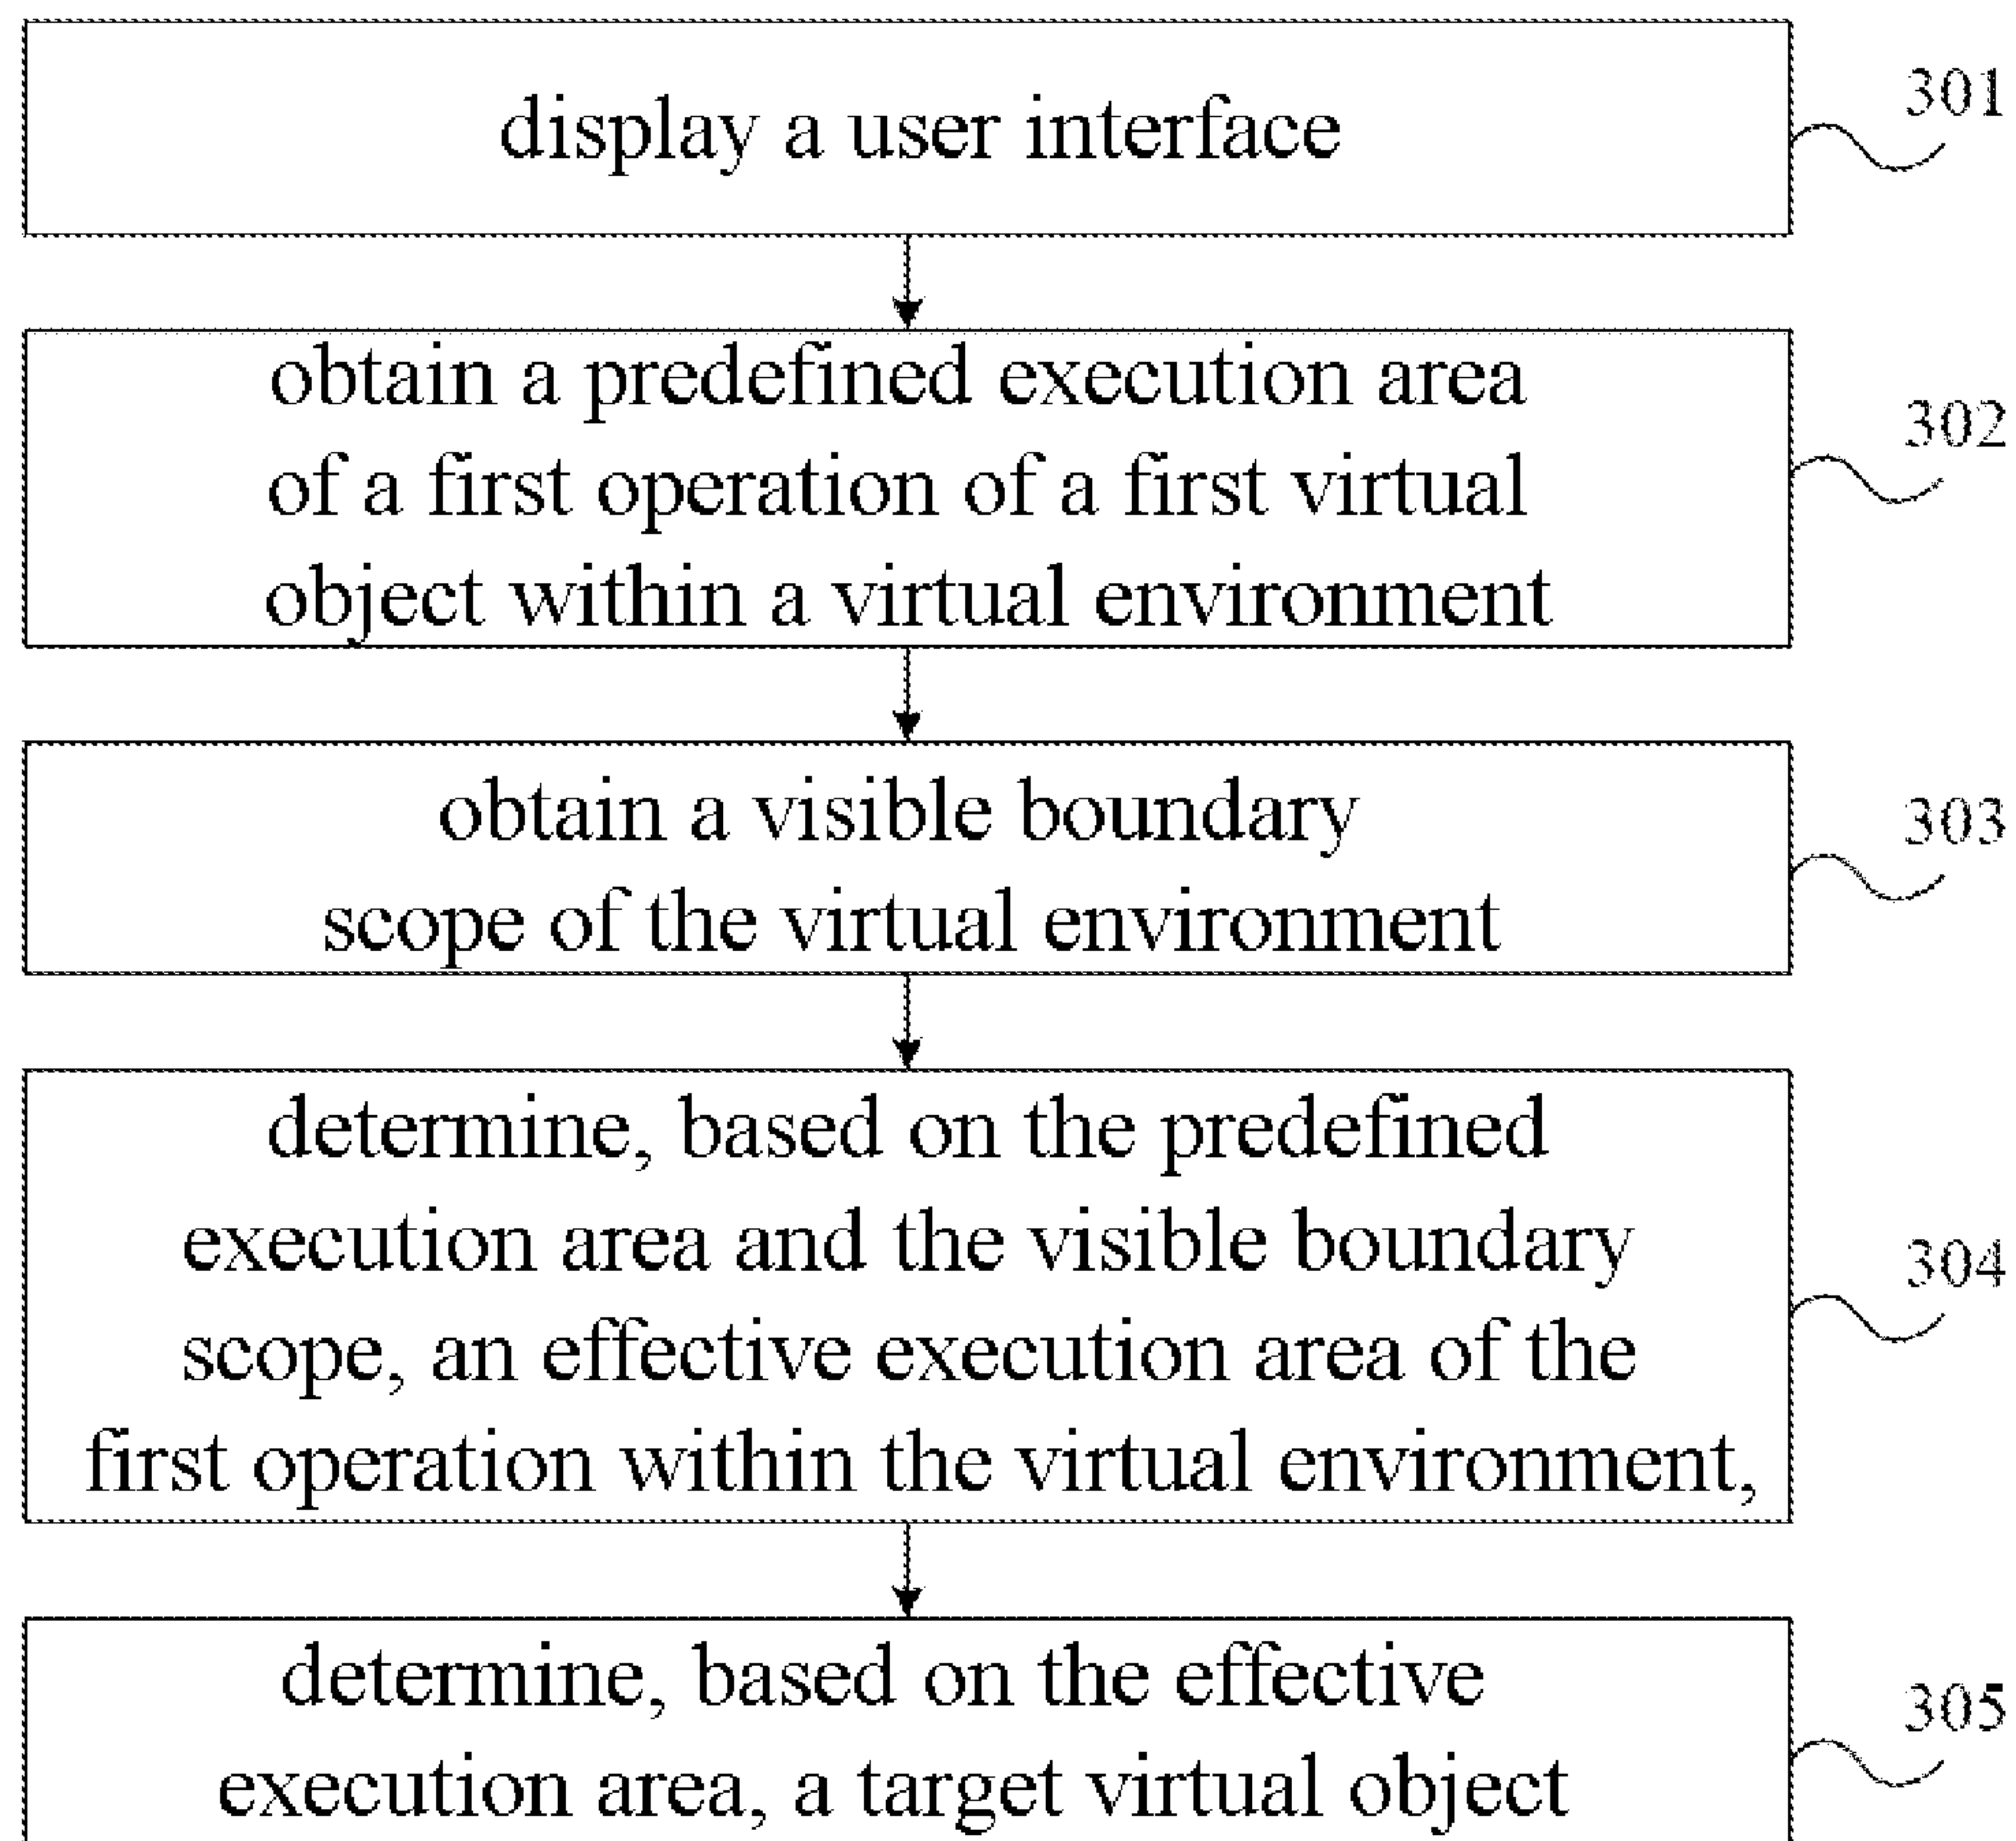 display a user interface
301
obtain a predefined execution area
of a first operation of a first virtual
object within a virtual environment
302
obtain a visible boundary
scope of the virtual environment
303
determine, based on the predefined
execution area and the visible boundary
scope, an effective execution area of the
first operation within the virtual environment,
304
determine, based on the effective
execution area, a target virtual object
305